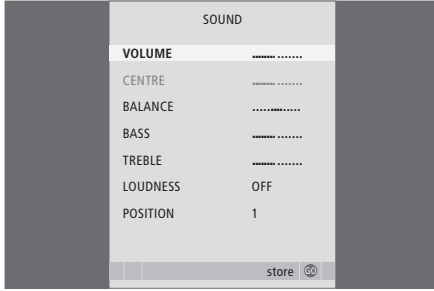 SOUND
VOLUME
CENTRE
BALANCE
BASS
TREBLE
LOUDNESS OFF
POSITION 1
store GO